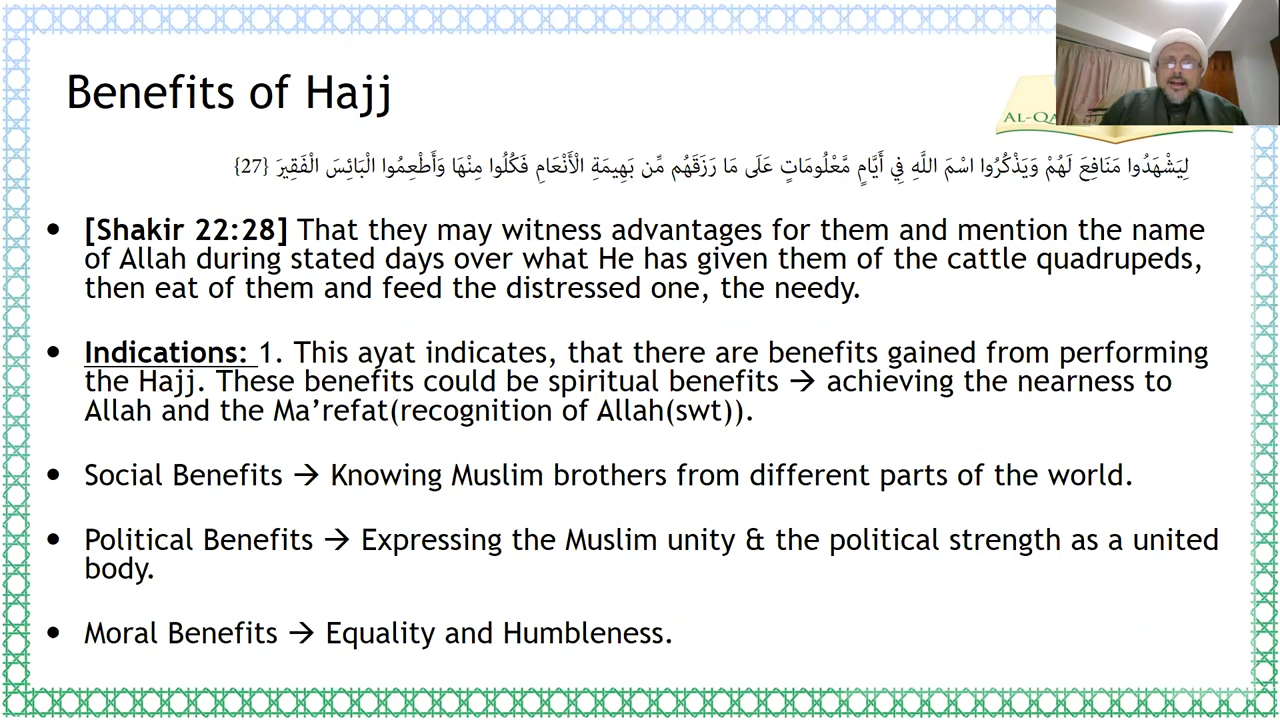 Benefits of Hajj
AL-QA
لِيَشْهَدُوا مَنَافِعَ لَهُمْ وَيَذْكُرُوا اسْمَ اللَّهِ فِي أَيَّامٍ مَّعْلُومَاتٍ عَلَى مَا رَزَقَهُم مِّن بَهِيمَةِ الْأَنْعَامِ فَكُلُوا مِنْهَا وَأَطْعِمُوا الْبَائِسَ الْفَقِيرَ {27}
• [Shakir 22:28] That they may witness advantages for them and mention the name
of Allah during stated days over what He has given them of the cattle quadrupeds,
then eat of them and feed the distressed one, the needy.
• Indications: 1. This ayat indicates, that there are benefits gained from performing
the Hajj. These benefits could be spiritual benefits → achieving the nearness to
Allah and the Ma’refat(recognition of Allah(swt)).
• Social Benefits → Knowing Muslim brothers from different parts of the world.
• Political Benefits → Expressing the Muslim unity & the political strength as a united
body.
• Moral Benefits → Equality and Humbleness.